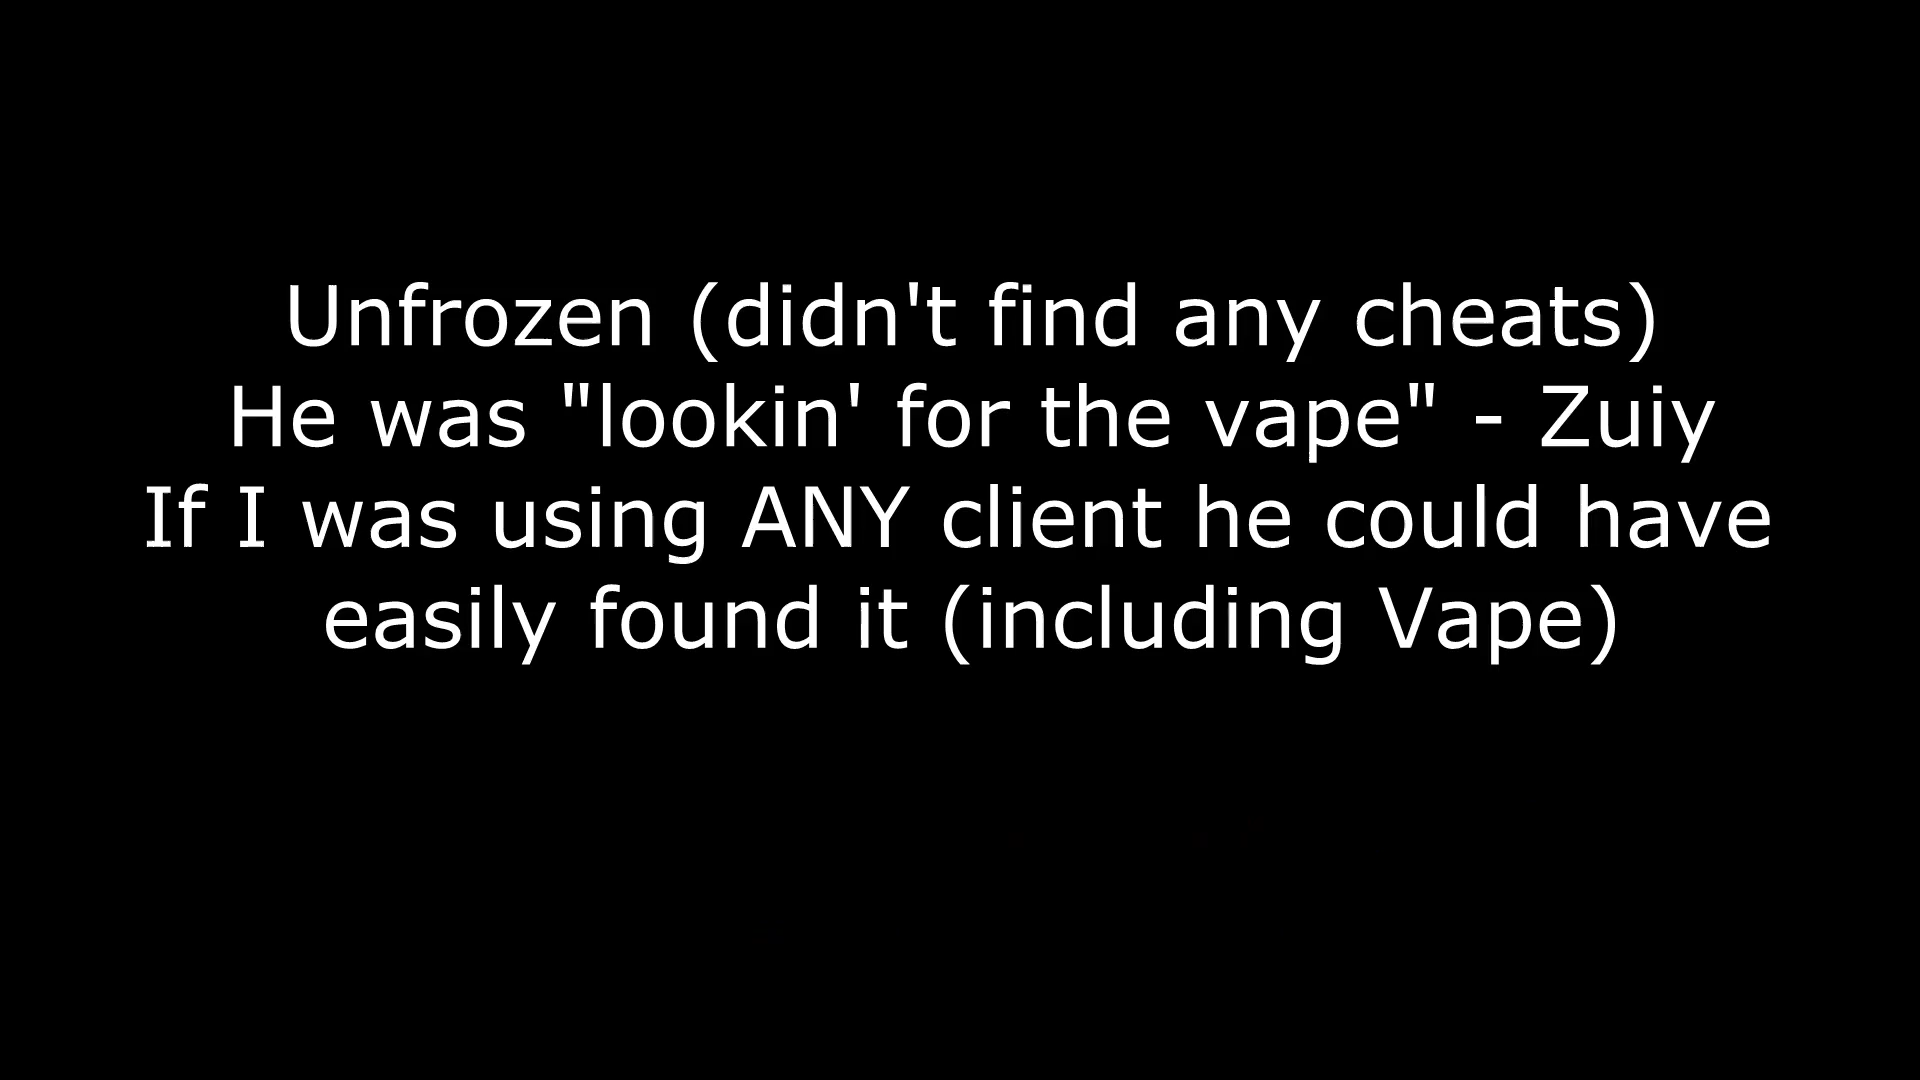 Unfrozen (didn't find any cheats)
He was "lookin' for the vape" - Zuiy
If I was using ANY client he could have
easily found it (including Vape)